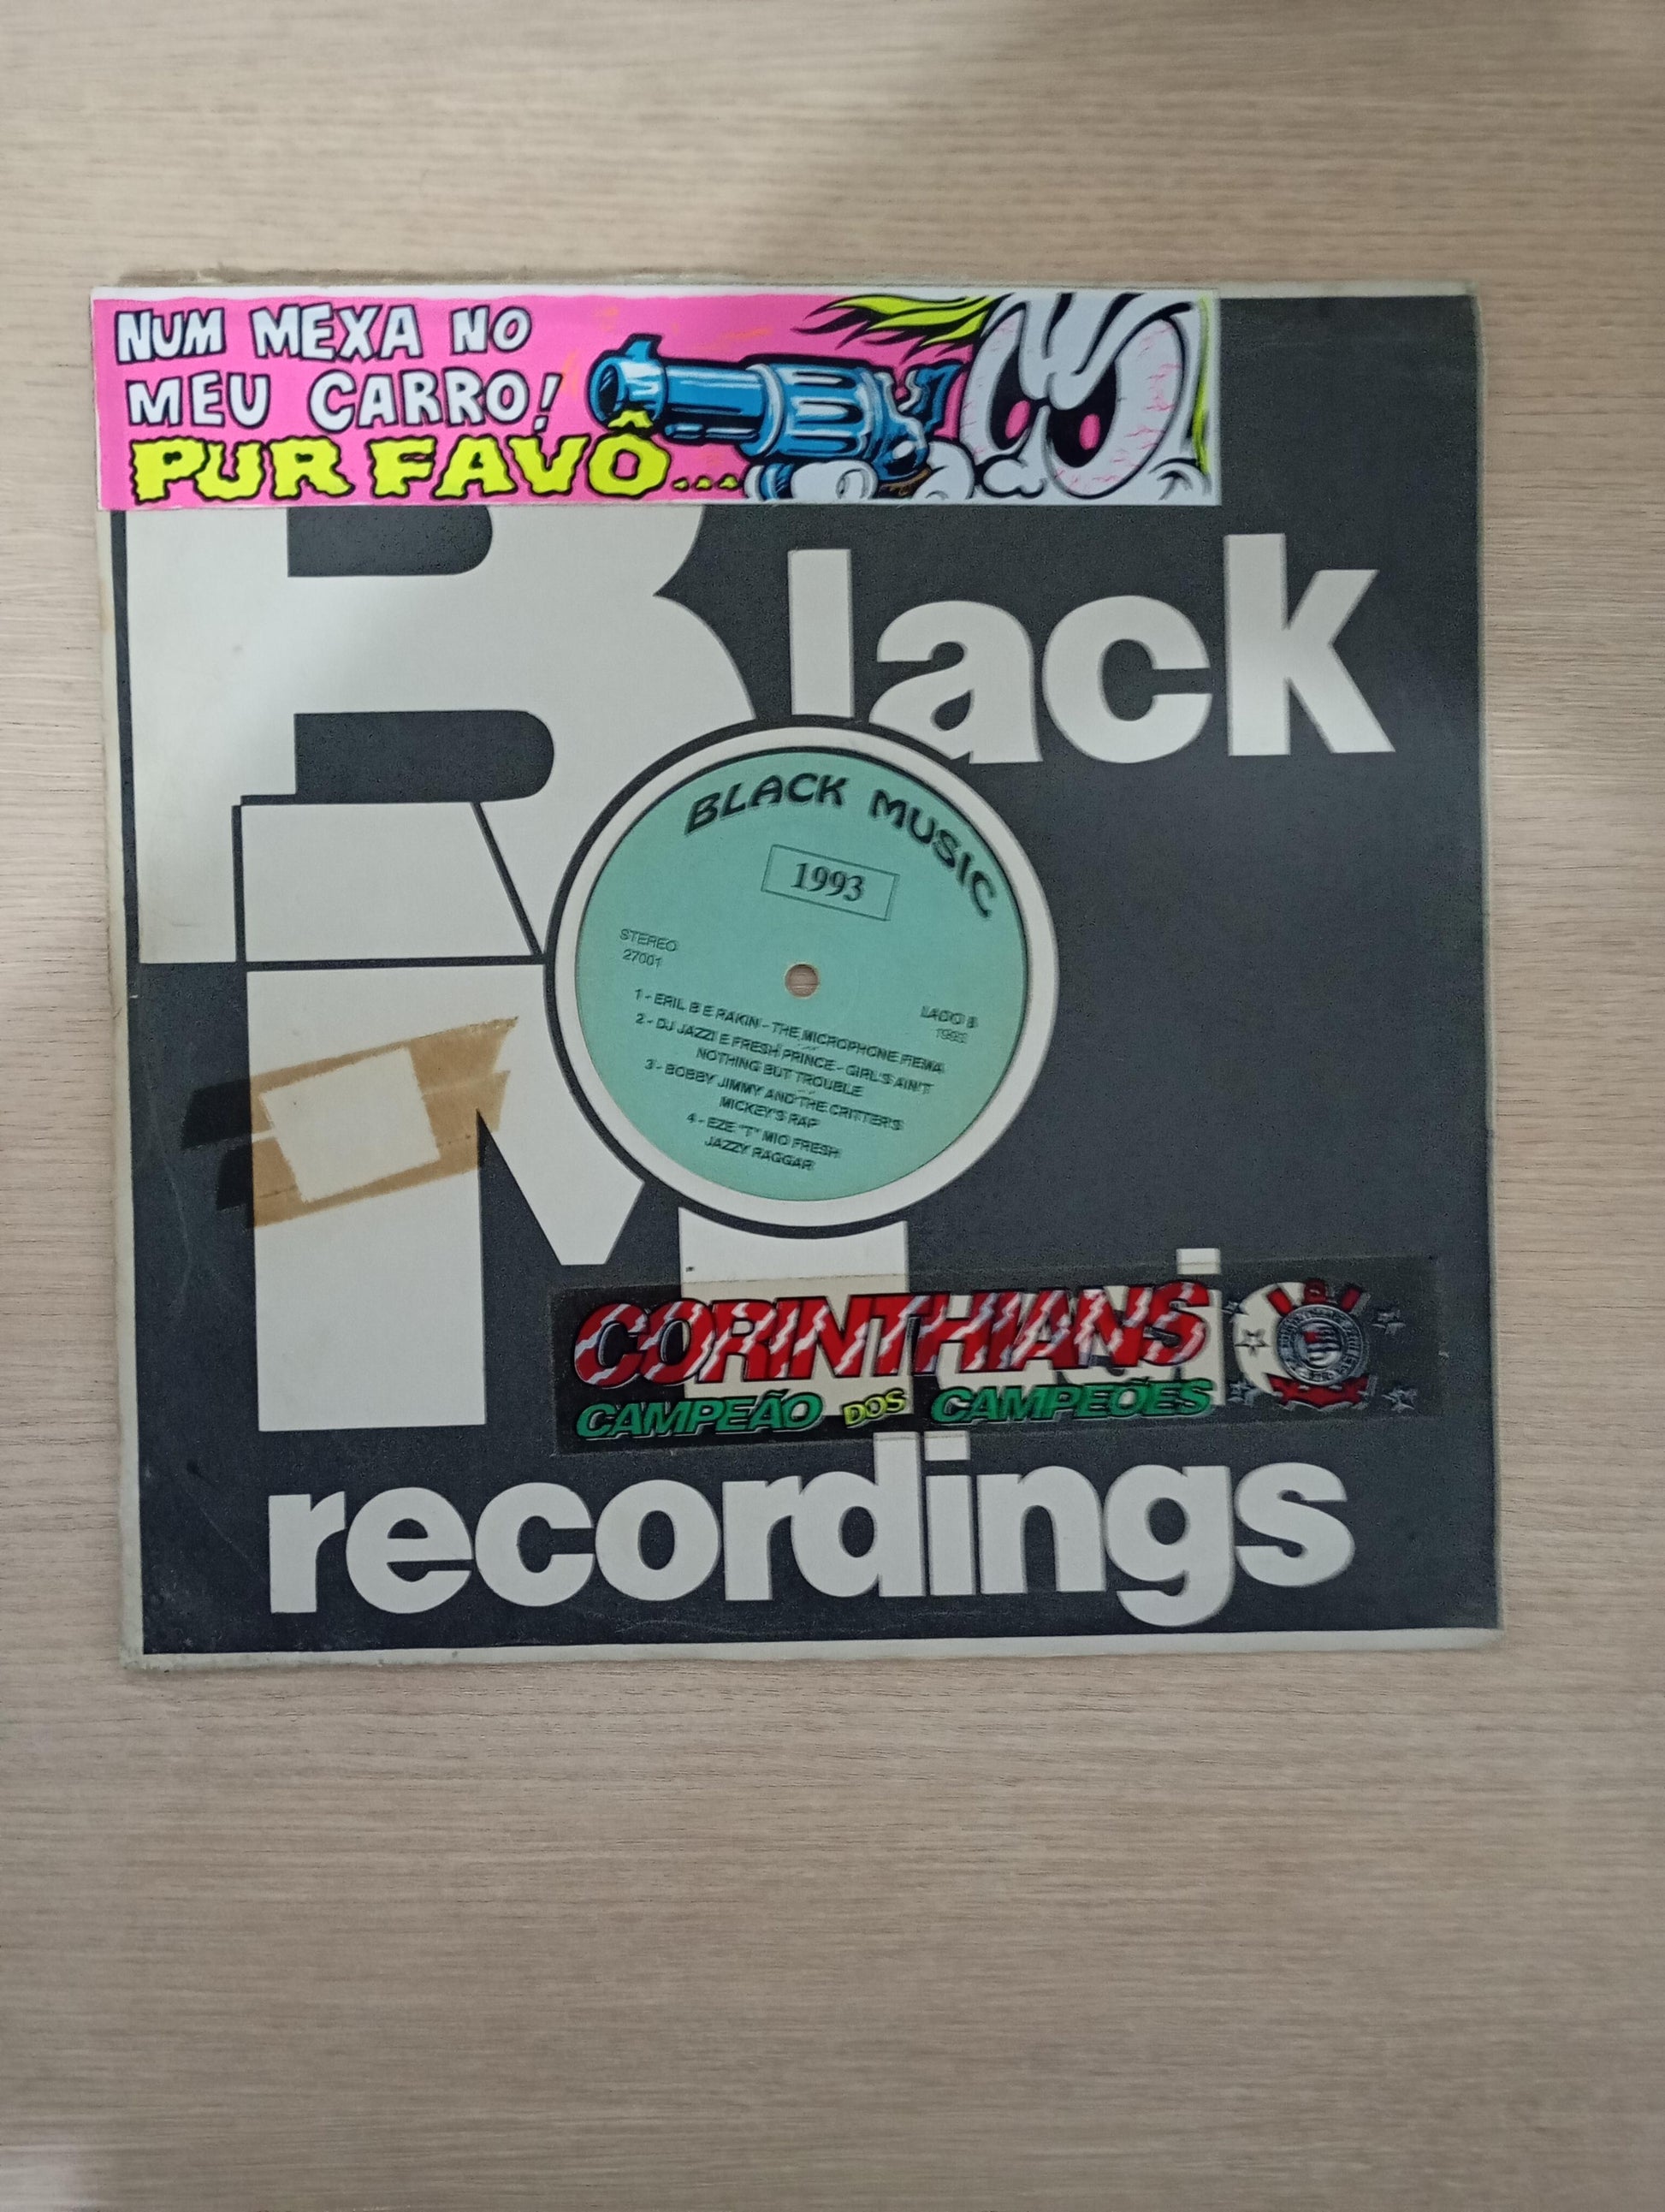 NUM MEXA NO
MEU CARRO!
PUR FAVÔ...
Black
BLACK MUSIC
1993
STEREO
27001
LADO B
1993
1 - ERIL B E RAKIN - THE MICROPHONE FIEMA
2 - DJ JAZZI E FRESH PRINCE - GIRL'S AIN'T
NOTHING BUT TROUBLE
3 - BOBBY JIMMY AND THE CRITTER'S
MICKEY'S RAP
4 - EZE "T" MIO FRESH
JAZZY RAGGAR
CORINTHIANS
CAMPEÃO DOS CAMPEÕES
recordings